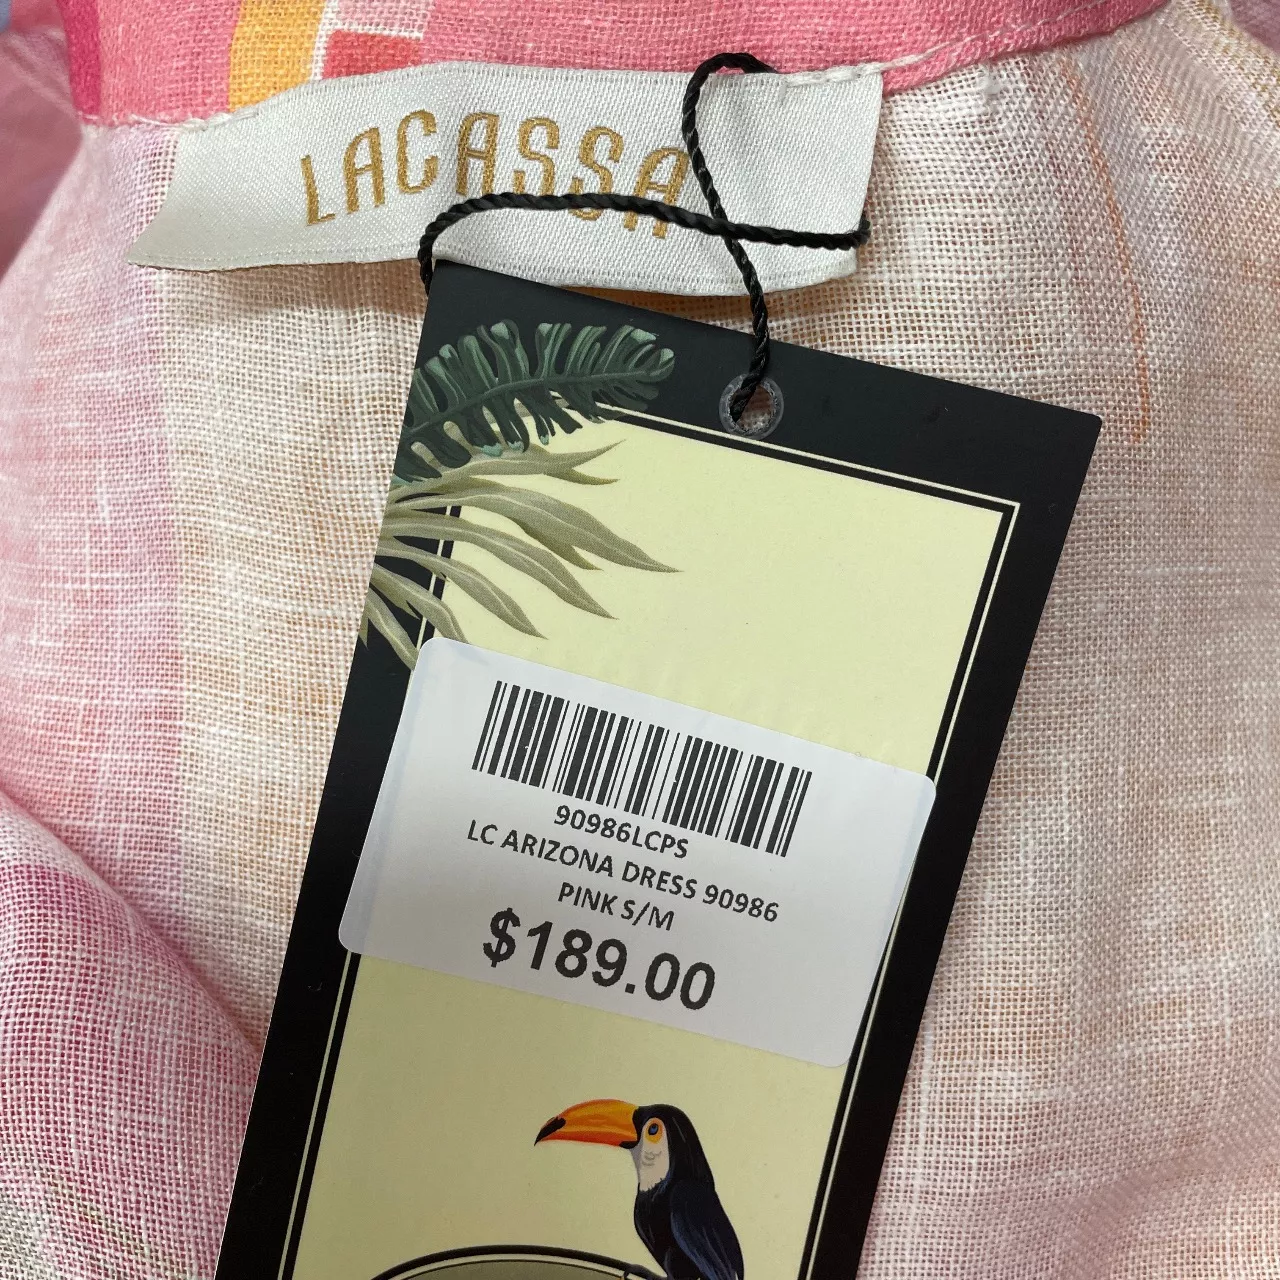 LACASSA
90986LCPS
LC ARIZONA DRESS 90986
PINK S/M
$189.00